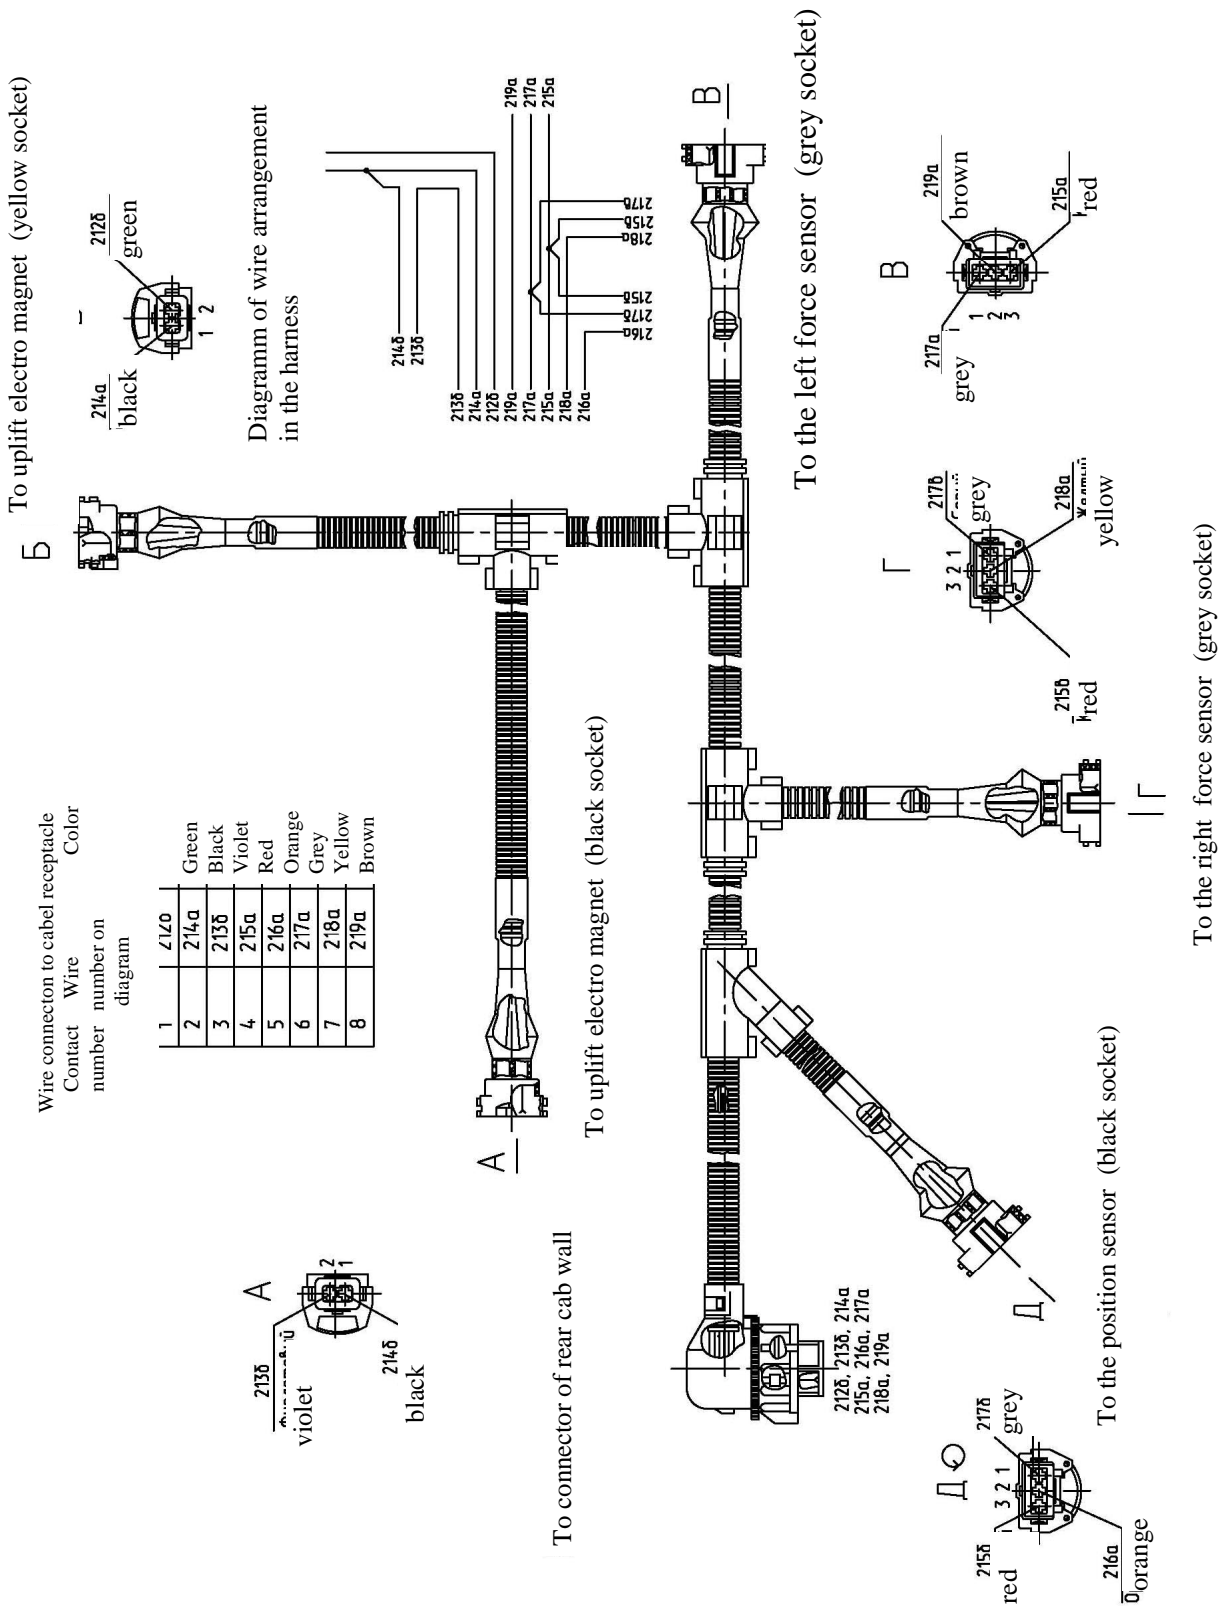 To uplift electro magnet (yellow socket)
Б
214а
black
212б
green
1 2
Diagramm of wire arrangement
in the harness
214б
213б
213б
214а
212б
219а
217а
215а
218а
216а
219а
217а
215а
216а
217б
215б
218а
215б
217б
Wire connecton to cabel receptacle
Contact Wire Color
number number on
diagram
1 212б Green
2 214а Black
3 213б Violet
4 215а Red
5 216а Orange
6 217а Grey
7 218а Yellow
8 219а Brown
А
To uplift electro magnet (black socket)
А
213б
violet
2
1
214б
black
To connector of rear cab wall
212б, 213б, 214а
215а, 216а, 217а
218а, 219а
В
To the left force sensor (grey socket)
В
217а
grey
1
2
3
219а
brown
215а
red
Г
3 2 1
217б
grey
218а
yellow
215б
red
Г
To the right force sensor (grey socket)
Д
To the position sensor (black socket)
Д
3 2 1
217б
grey
215б
red
216а
orange